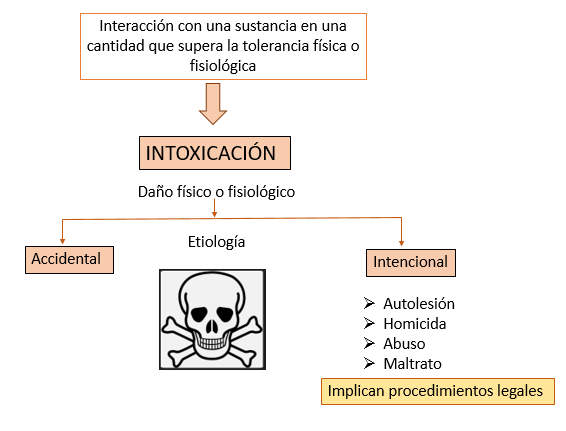 Interacción con una sustancia en una
cantidad que supera la tolerancia física o
fisiológica
INTOXICACIÓN
Daño físico o fisiológico
Etiología
Accidental
Intencional
Autolesión
Homicida
Abuso
Maltrato
Implican procedimientos legales